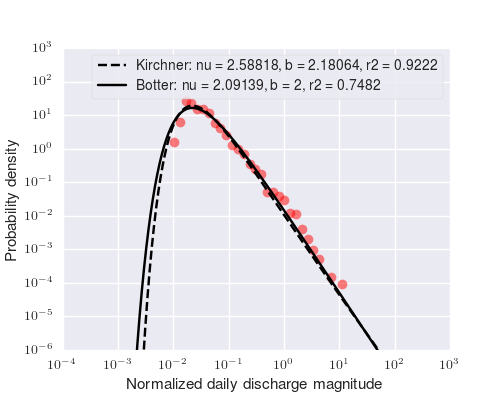 Kirchner: nu = 2.58818, b = 2.18064, r2 = 0.9222
Botter: nu = 2.09139, b = 2, r2 = 0.7482
Probability density
10³
10²
10¹
10⁰
10⁻¹
10⁻²
10⁻³
10⁻⁴
10⁻⁵
10⁻⁶
10⁻⁴ 10⁻³ 10⁻² 10⁻¹ 10⁰ 10¹ 10² 10³
Normalized daily discharge magnitude